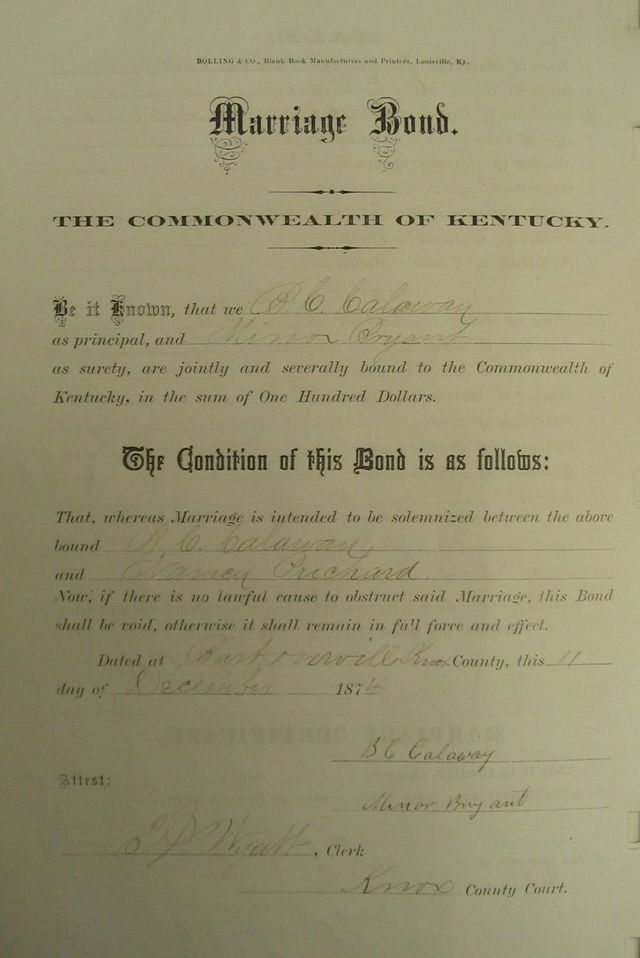 BOLLING & CO., Blank Book Manufacturers and Printers, Louisville, Ky.
Marriage Bond.
THE COMMONWEALTH OF KENTUCKY.
Be it Known, that we B. C. Calaway
as principal, and Minor Bryant
as surety, are jointly and severally bound to the Commonwealth of
Kentucky, in the sum of One Hundred Dollars.
The Condition of this Bond is as follows:
That, whereas Marriage is intended to be solemnized between the above
bound B. C. Calaway
and Nancy Prichard.
Now, if there is no lawful cause to obstruct said Marriage, this Bond
shall be void, otherwise it shall remain in full force and effect.
Dated at Barbourvill Knox County, this 11
day of December 1874
B C Calaway
Attest:
Minor Bryant
Wyatt, Clerk
Knox County Court.